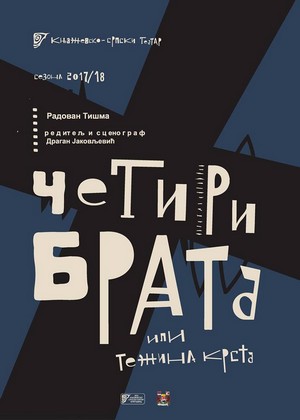 Књажевско-српски театар
сезона 2017/18
Радован Тишма
редитељ и сценограф
Драган Јаковљевић
четири
брата
или
тежина крста